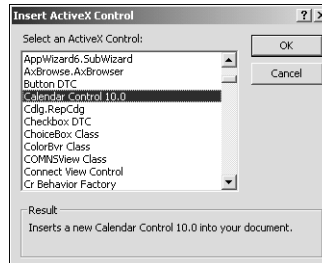 Insert ActiveX Control
Select an ActiveX Control:
OK
Cancel
AppWizard6.SubWizard
AxBrowse.AxBrowser
Button DTC
Calendar Control 10.0
Cdlg.RepCdg
Checkbox DTC
ChoiceBox Class
ColorBvr Class
COMNSView Class
Connect View Control
Cr Behavior Factory
Result
Inserts a new Calendar Control 10.0 into your document.